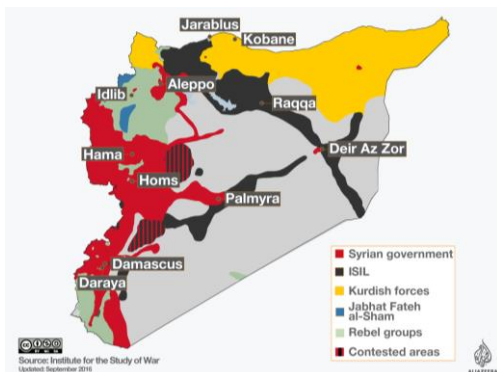 Jarablus
Kobane
Aleppo
Idlib
Raqqa
Hama
Deir Az Zor
Homs
Palmyra
Damascus
Daraya
Syrian government
ISIL
Kurdish forces
Jabhat Fateh
al-Sham
Rebel groups
Contested areas
Source: Institute for the Study of War
Updated: September 2016
ALJAZEERA